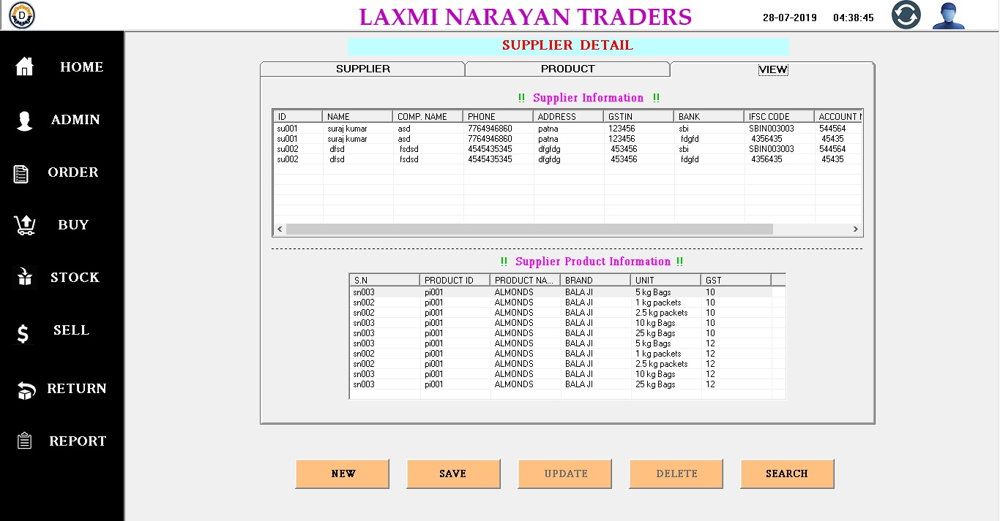 D LAXMI NARAYAN TRADERS 28-07-2019 04:38:45
HOME
ADMIN
ORDER
BUY
STOCK
SELL
RETURN
REPORT
SUPPLIER DETAIL
SUPPLIER PRODUCT VIEW
!! Supplier Information !!
ID NAME COMP. NAME PHONE ADDRESS GSTIN BANK IFSC CODE ACCOUNT
su001 suraj kumar asd 7764946860 patna 123456 sbi SBIN003003 544564
su001 suraj kumar asd 7764946860 patna 123456 fdgfd 4356435 45435
su002 dfsd fsdsd 4545435345 dfgfdg 453456 sbi SBIN003003 544564
su002 dfsd fsdsd 4545435345 dfgfdg 453456 fdgfd 4356435 45435
!! Supplier Product Information !!
S.N PRODUCT ID PRODUCT NA... BRAND UNIT GST
sn003 pi001 ALMONDS BALA JI 5 kg Bags 10
sn002 pi001 ALMONDS BALA JI 1 kg packets 10
sn002 pi001 ALMONDS BALA JI 2.5 kg packets 10
sn003 pi001 ALMONDS BALA JI 10 kg Bags 10
sn003 pi001 ALMONDS BALA JI 25 kg Bags 10
sn003 pi001 ALMONDS BALA JI 5 kg Bags 12
sn002 pi001 ALMONDS BALA JI 1 kg packets 12
sn002 pi001 ALMONDS BALA JI 2.5 kg packets 12
sn003 pi001 ALMONDS BALA JI 10 kg Bags 12
sn003 pi001 ALMONDS BALA JI 25 kg Bags 12
NEW SAVE UPDATE DELETE SEARCH